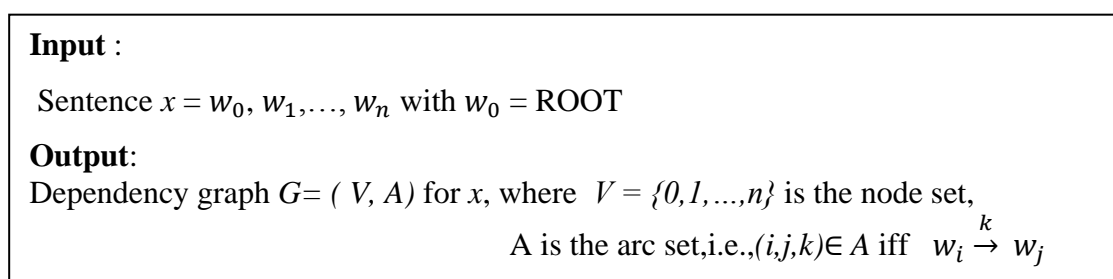 Input :
Sentence x = w₀, w₁,…, wₙ with w₀ = ROOT
Output:
Dependency graph G= ( V, A) for x, where V = {0,1,...,n} is the node set,
A is the arc set,i.e.,(i,j,k)∈ A iff wᵢ →ᵏ wⱼ